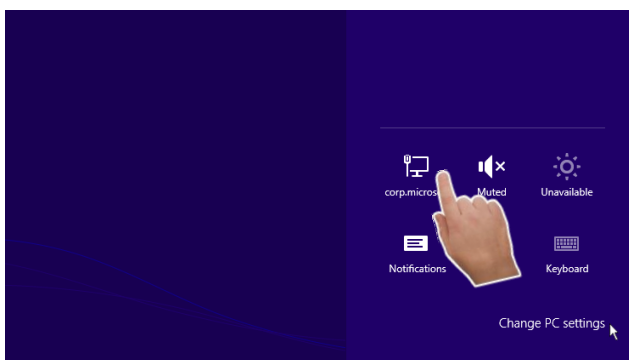 corp.micros Muted Unavailable
Notifications Keyboard
Change PC settings